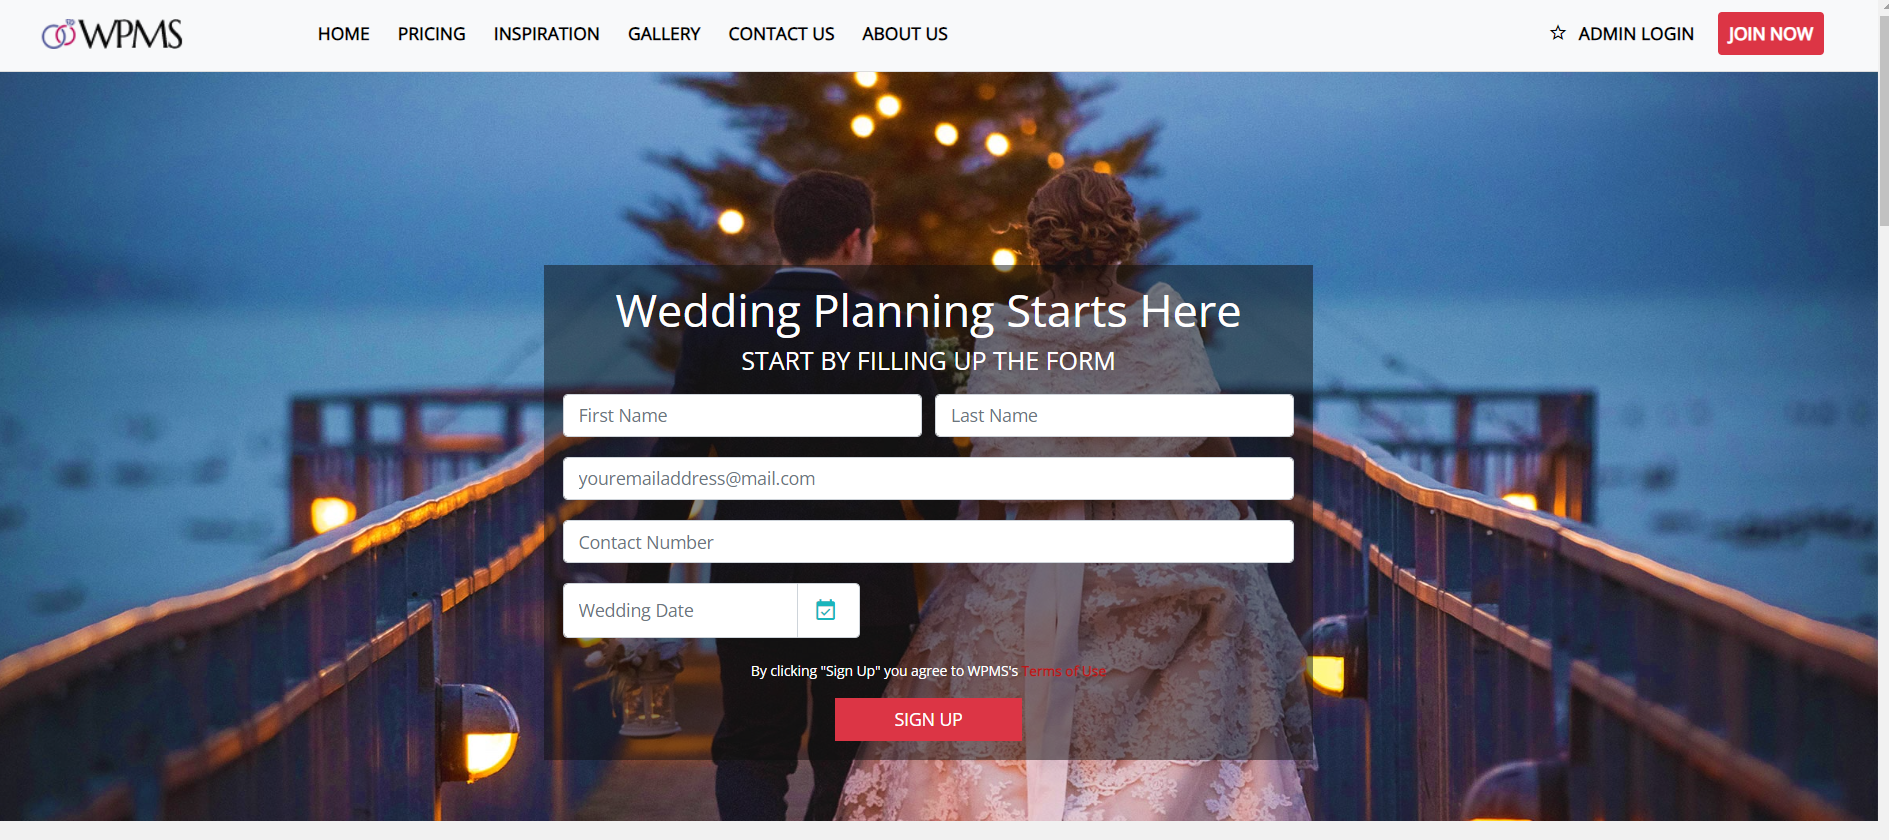 WPMS
HOME PRICING INSPIRATION GALLERY CONTACT US ABOUT US ADMIN LOGIN JOIN NOW
Wedding Planning Starts Here
START BY FILLING UP THE FORM
First Name Last Name
youremailaddress@mail.com
Contact Number
Wedding Date
By clicking "Sign Up" you agree to WPMS's Terms of Use
SIGN UP